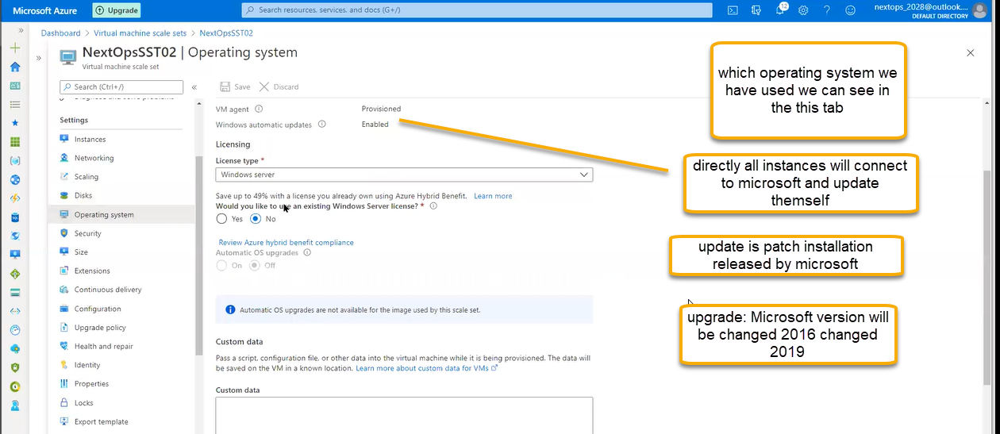 Microsoft Azure
Upgrade
Search resources, services, and docs (G+/)
12
nextops_2028@outlook....
DEFAULT DIRECTORY
Dashboard > Virtual machine scale sets > NextOpsSST02
NextOpsSST02 | Operating system
Virtual machine scale set
Search (Ctrl+/)
Diagnose and solve problems
Settings
Instances
Networking
Scaling
Disks
Operating system
Security
Size
Extensions
Continuous delivery
Configuration
Upgrade policy
Health and repair
Identity
Properties
Locks
Export template
Save
Discard
VM agent
Provisioned
Windows automatic updates
Enabled
Licensing
License type *
Windows server
Save up to 49% with a license you already own using Azure Hybrid Benefit. Learn more
Would you like to use an existing Windows Server license? *
Yes
No
Review Azure hybrid benefit compliance
Automatic OS upgrades
On
Off
Automatic OS upgrades are not available for the image used by this scale set.
Custom data
Pass a script, configuration file, or other data into the virtual machine while it is being provisioned. The data will
be saved on the VM in a known location. Learn more about custom data for VMs
Custom data
which operating system we
have used we can see in
the this tab
directly all instances will connect
to microsoft and update
themself
update is patch installation
released by microsoft
upgrade: Microsoft version will
be changed 2016 changed
2019